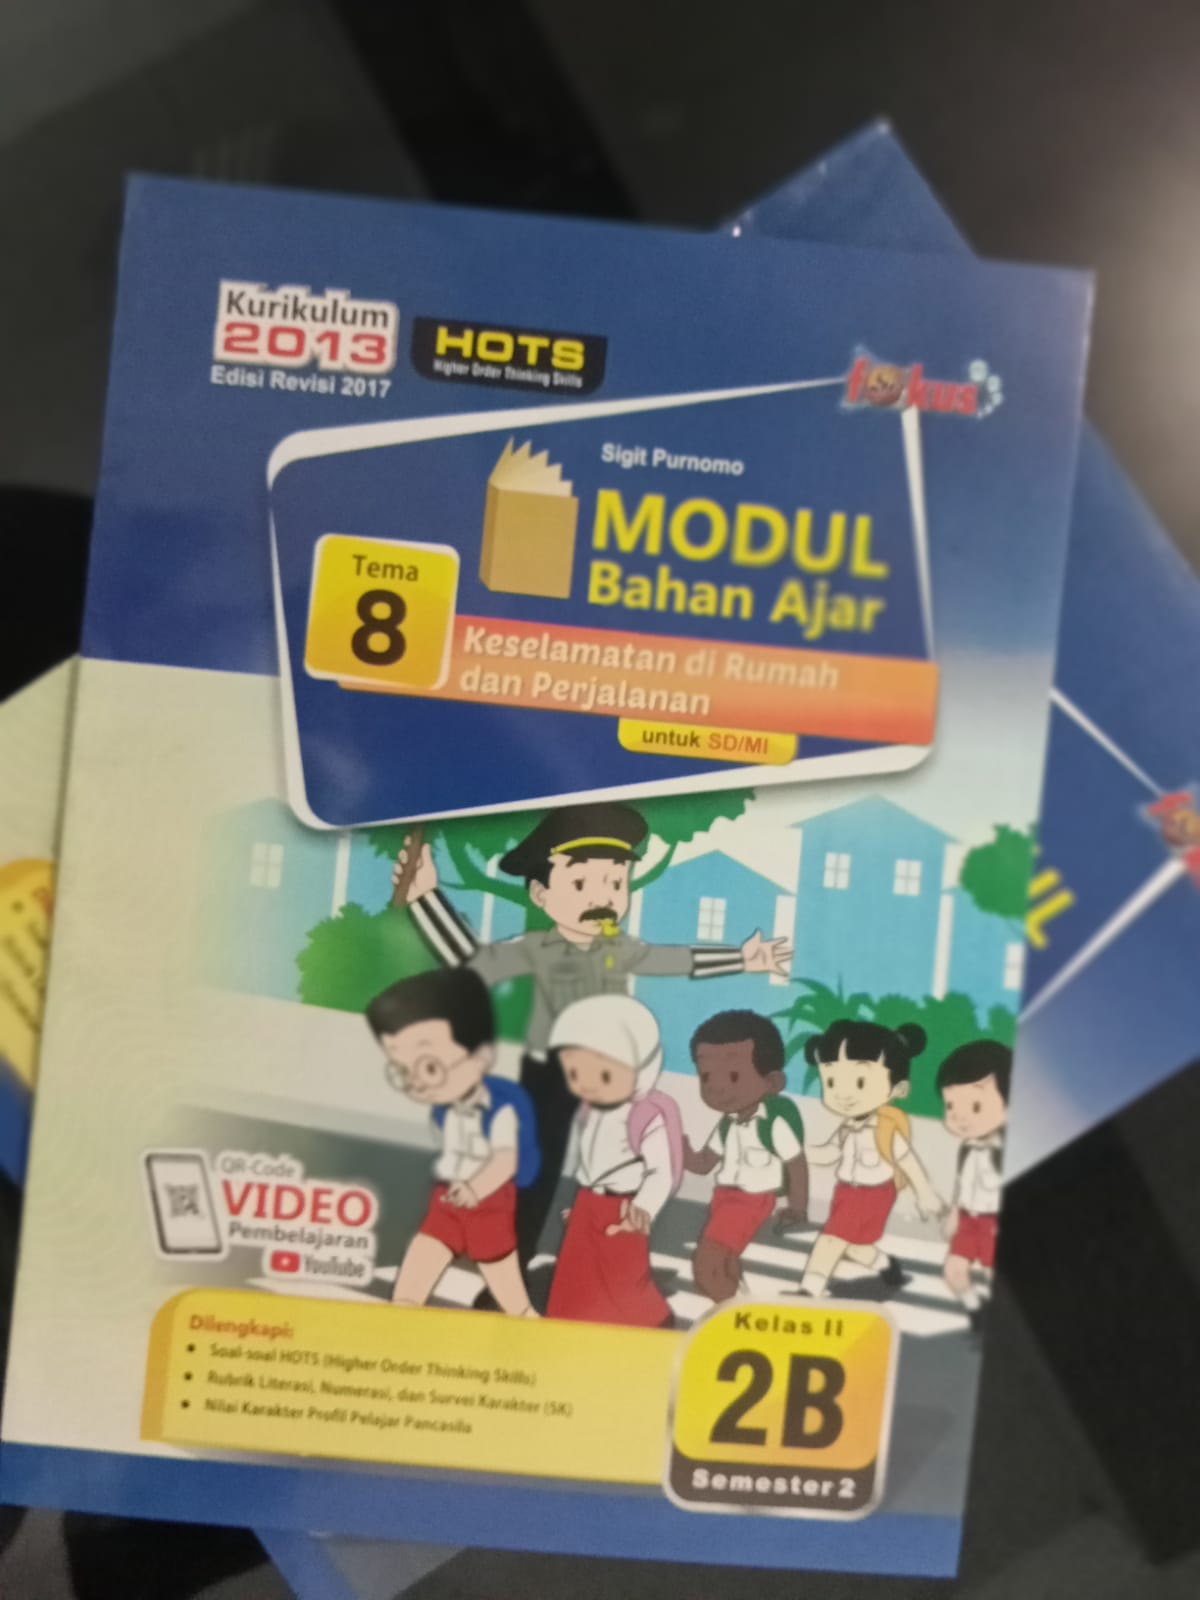 Kurikulum
2013
Edisi Revisi 2017
HOTS
Higher Order Thinking Skills
fokus
Sigit Purnomo
MODUL
Bahan Ajar
Tema
8
Keselamatan di Rumah
dan Perjalanan
untuk SD/MI
UL
QR-Code
VIDEO
Pembelajaran
YouTube
Dilengkapi:
• Soal-soal HOTS (Higher Order Thinking Skills)
• Rubrik Literasi, Numerasi, dan Survei Karakter (SK)
• Nilai Karakter Profil Pelajar Pancasila
Kelas II
2B
Semester 2